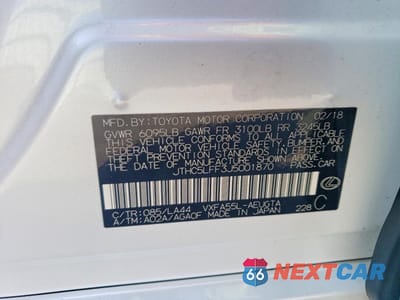 MFD. BY: TOYOTA MOTOR CORPORATION 02/18
GVWR 6095LB GAWR FR 3100LB RR 3245LB
THIS VEHICLE CONFORMS TO ALL APPLICABLE
FEDERAL MOTOR VEHICLE SAFETY, BUMPER, AND
THEFT PREVENTION STANDARDS IN EFFECT ON
THE DATE OF MANUFACTURE SHOWN ABOVE.
JTHC5LFF3J5001870 PASS.CAR
C/TR: 085/LA44 VXFA55L-AEUGTA
A/TM: A02A/AGA0F MADE IN JAPAN 228 C
66 NEXTCAR